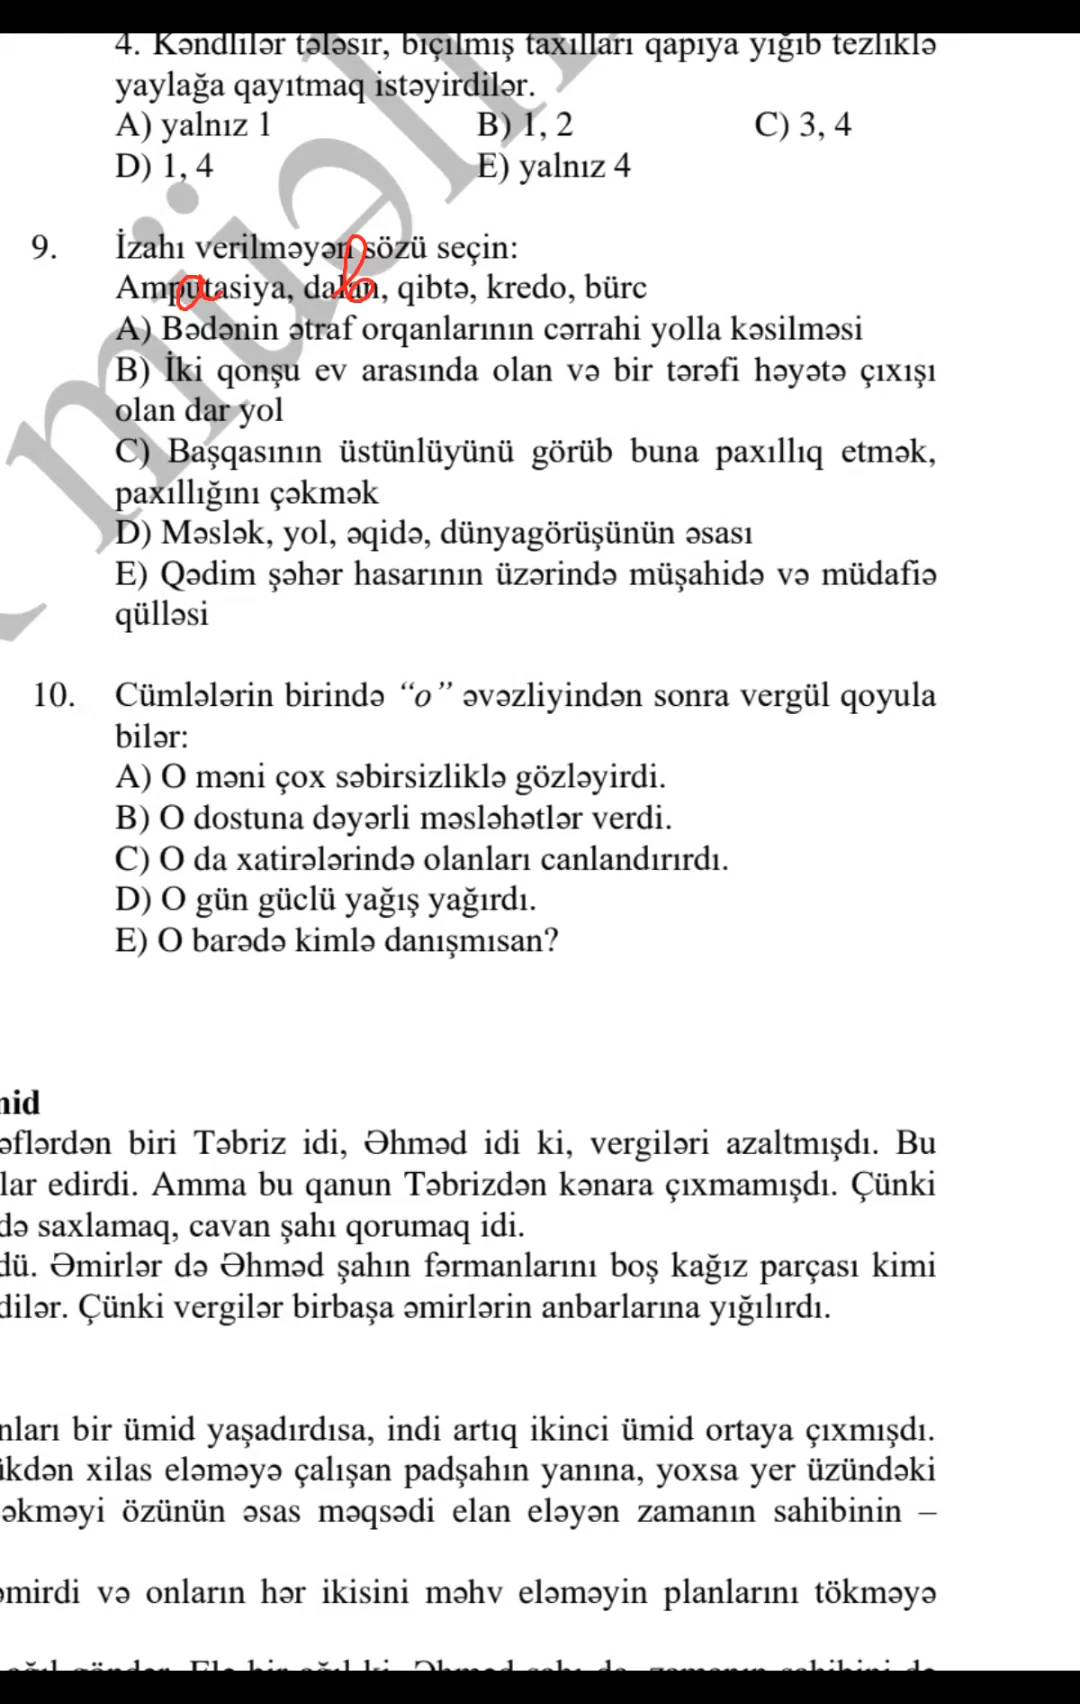 4. Kəndlilər tələsir, biçilmiş taxılları qapıya yığıb tezliklə
yaylağa qayıtmaq istəyirdilər.
A) yalnız 1 B) 1, 2 C) 3, 4
D) 1, 4 E) yalnız 4
9. İzahı verilməyən sözü seçin:
Amputasiya, dalan, qibtə, kredo, bürc
a b
A) Bədənin ətraf orqanlarının cərrahi yolla kəsilməsi
B) İki qonşu ev arasında olan və bir tərəfi həyətə çıxışı
olan dar yol
C) Başqasının üstünlüyünü görüb buna paxıllıq etmək,
paxıllığını çəkmək
D) Məslək, yol, əqidə, dünyagörüşünün əsası
E) Qədim şəhər hasarının üzərində müşahidə və müdafiə
qülləsi
10. Cümlələrin birində “o” əvəzliyindən sonra vergül qoyula
bilər:
A) O məni çox səbirsizliklə gözləyirdi.
B) O dostuna dəyərli məsləhətlər verdi.
C) O da xatirələrində olanları canlandırırdı.
D) O gün güclü yağış yağırdı.
E) O barədə kimlə danışmısan?
mid
əflərdən biri Təbriz idi, Əhməd idi ki, vergiləri azaltmışdı. Bu
lar edirdi. Amma bu qanun Təbrizdən kənara çıxmamışdı. Çünki
də saxlamaq, cavan şahı qorumaq idi.
dü. Əmirlər də Əhməd şahın fərmanlarını boş kağız parçası kimi
dilər. Çünki vergilər birbaşa əmirlərin anbarlarına yığılırdı.
nları bir ümid yaşadırdısa, indi artıq ikinci ümid ortaya çıxmışdı.
ikdən xilas eləməyə çalışan padşahın yanına, yoxsa yer üzündəki
əkməyi özünün əsas məqsədi elan eləyən zamanın sahibinin –
əmirdi və onların hər ikisini məhv eləməyin planlarını tökməyə